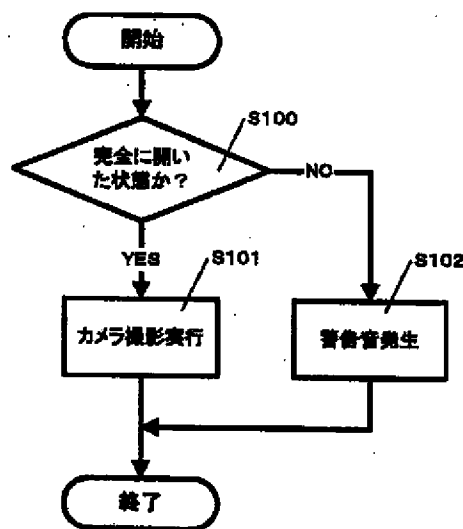 開始
S100
完全に開い
た状態か？
NO
YES
S101
S102
カメラ撮影実行
警告音発生
終了